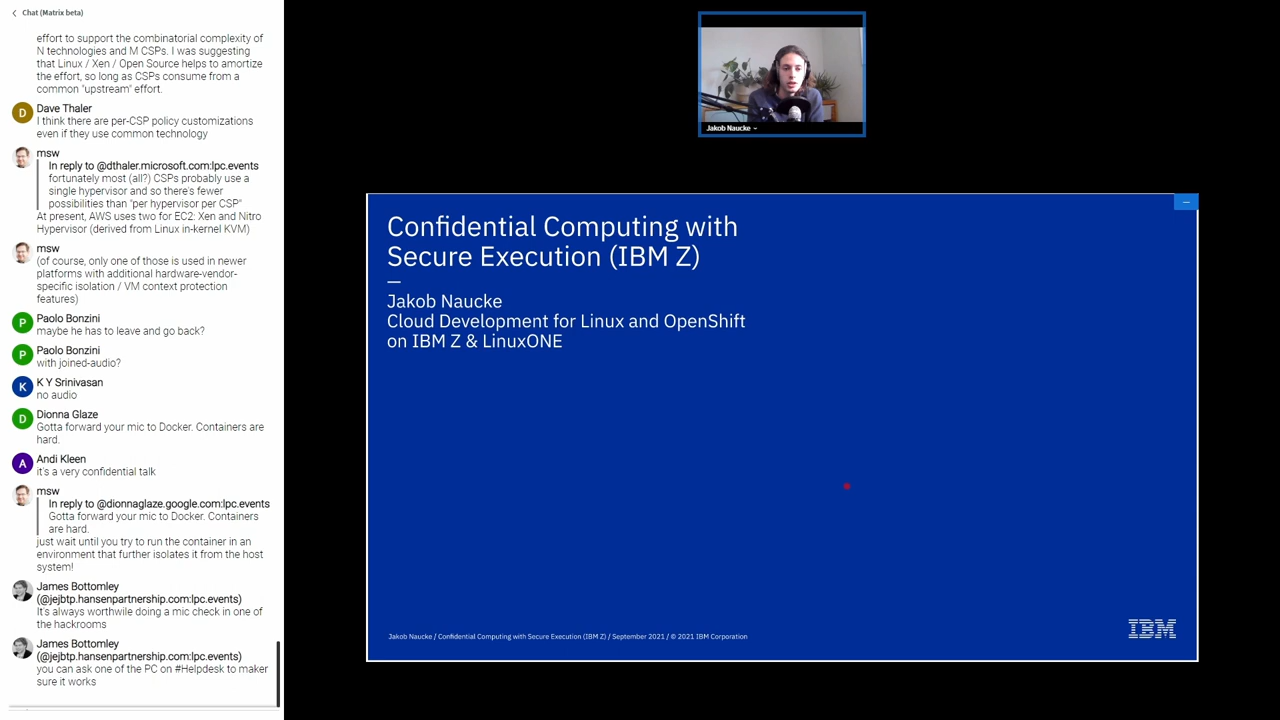 Chat (Matrix beta)
effort to support the combinatorial complexity of
N technologies and M CSPs. I was suggesting
that Linux / Xen / Open Source helps to amortize
the effort, so long as CSPs consume from a
common "upstream" effort.
D
Dave Thaler
I think there are per-CSP policy customizations
even if they use common technology
msw
In reply to @dthaler.microsoft.com:lpc.events
fortunately most (all?) CSPs probably use a
single hypervisor and so there's fewer
possibilities than "per hypervisor per CSP"
At present, AWS uses two for EC2: Xen and Nitro
Hypervisor (derived from Linux in-kernel KVM)
msw
(of course, only one of those is used in newer
platforms with additional hardware-vendor-
specific isolation / VM context protection
features)
P
Paolo Bonzini
maybe he has to leave and go back?
P
Paolo Bonzini
with joined-audio?
K
K Y Srinivasan
no audio
D
Dionna Glaze
Gotta forward your mic to Docker. Containers are
hard.
A
Andi Kleen
it's a very confidential talk
msw
In reply to @dionnaglaze.google.com:lpc.events
Gotta forward your mic to Docker. Containers
are hard.
just wait until you try to run the container in an
environment that further isolates it from the host
system!
James Bottomley
(@jejbtp.hansenpartnership.com:lpc.events)
It's always worthwile doing a mic check in one of
the hackrooms
James Bottomley
(@jejbtp.hansenpartnership.com:lpc.events)
you can ask one of the PC on #Helpdesk to maker
sure it works
Jakob Naucke
Confidential Computing with
Secure Execution (IBM Z)
—
Jakob Naucke
Cloud Development for Linux and OpenShift
on IBM Z & LinuxONE
Jakob Naucke / Confidential Computing with Secure Execution (IBM Z) / September 2021 / © 2021 IBM Corporation
IBM